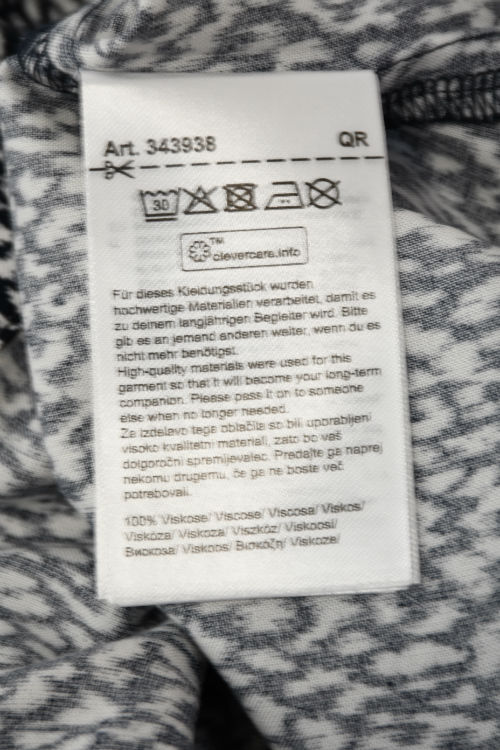 Art. 343938 QR
30
TM
clevercare.info
Für dieses Kleidungsstück wurden
hochwertige Materialien verarbeitet, damit es
zu deinem langjährigen Begleiter wird. Bitte
gib es an jemand anderen weiter, wenn du es
nicht mehr benötigst.
High-quality materials were used for this
garment so that it will become your long-term
companion. Please pass it on to someone
else when no longer needed.
Za izdelavo tega oblačila so bili uporabljeni
visoko kvalitetni materiali, zato bo vaš
dolgoročni spremljevalec. Predajte ga naprej
nekomu drugemu, če ga ne boste več
potrebovali.
100% Viskose/ Viscose/ Viscosa/ Viskos/
Viskóza/ Viskoza/ Viszkóz/ Viskoosi/
Вискоза/ Viskoos/ Βισκόζη/ Viskoze/